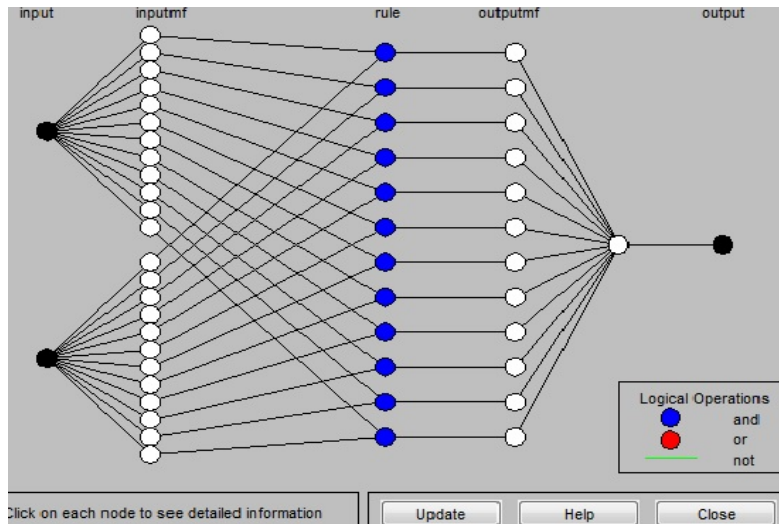 input inputmf rule outputmf output
Logical Operations
and
or
not
Click on each node to see detailed information
Update Help Close